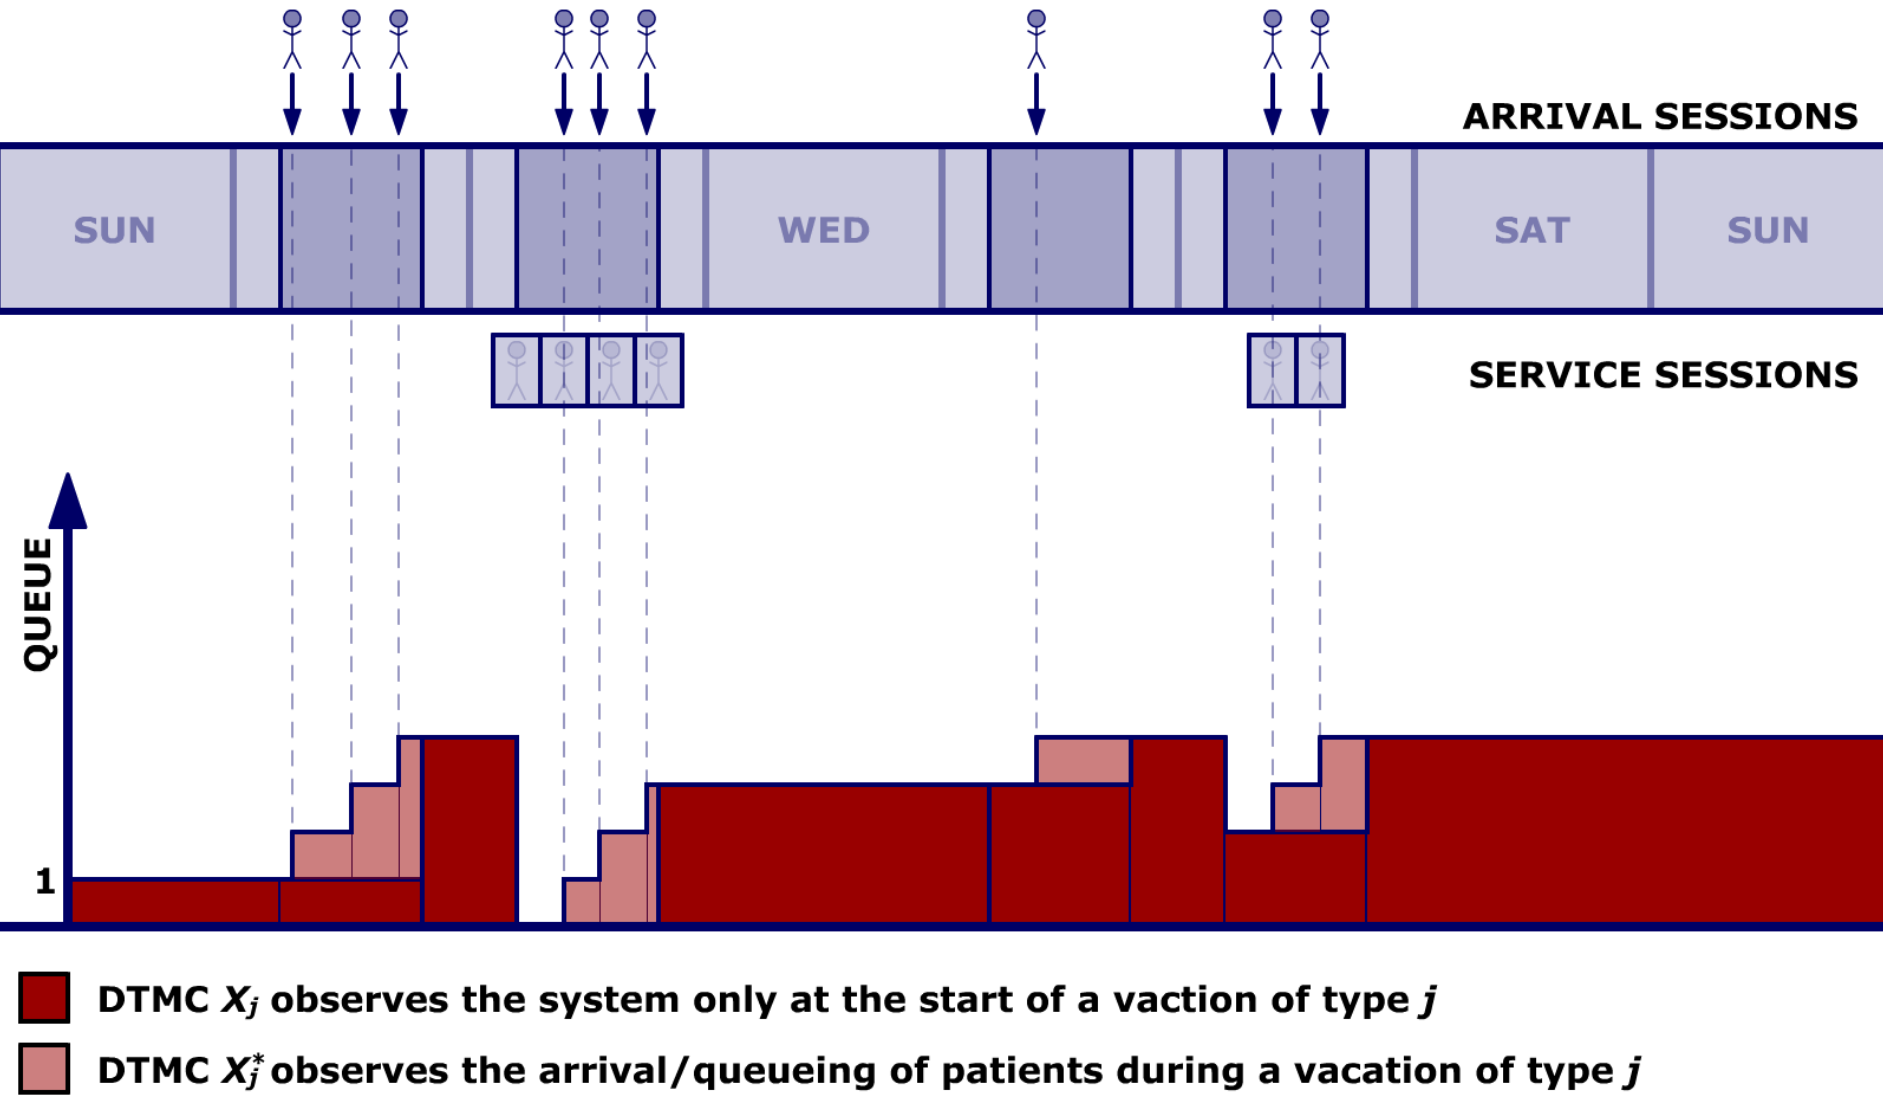 ARRIVAL SESSIONS
SUN
WED
SAT
SUN
SERVICE SESSIONS
QUEUE
1
DTMC Xj observes the system only at the start of a vaction of type j
DTMC Xj* observes the arrival/queueing of patients during a vacation of type j